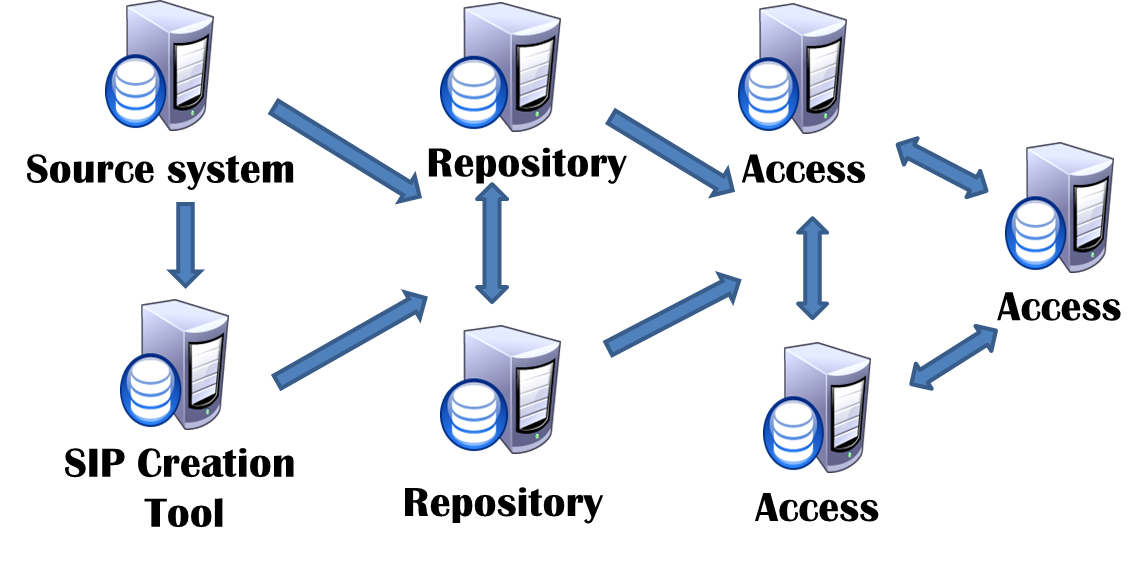 Source system
Repository
Access
Access
SIP Creation
Tool
Repository
Access